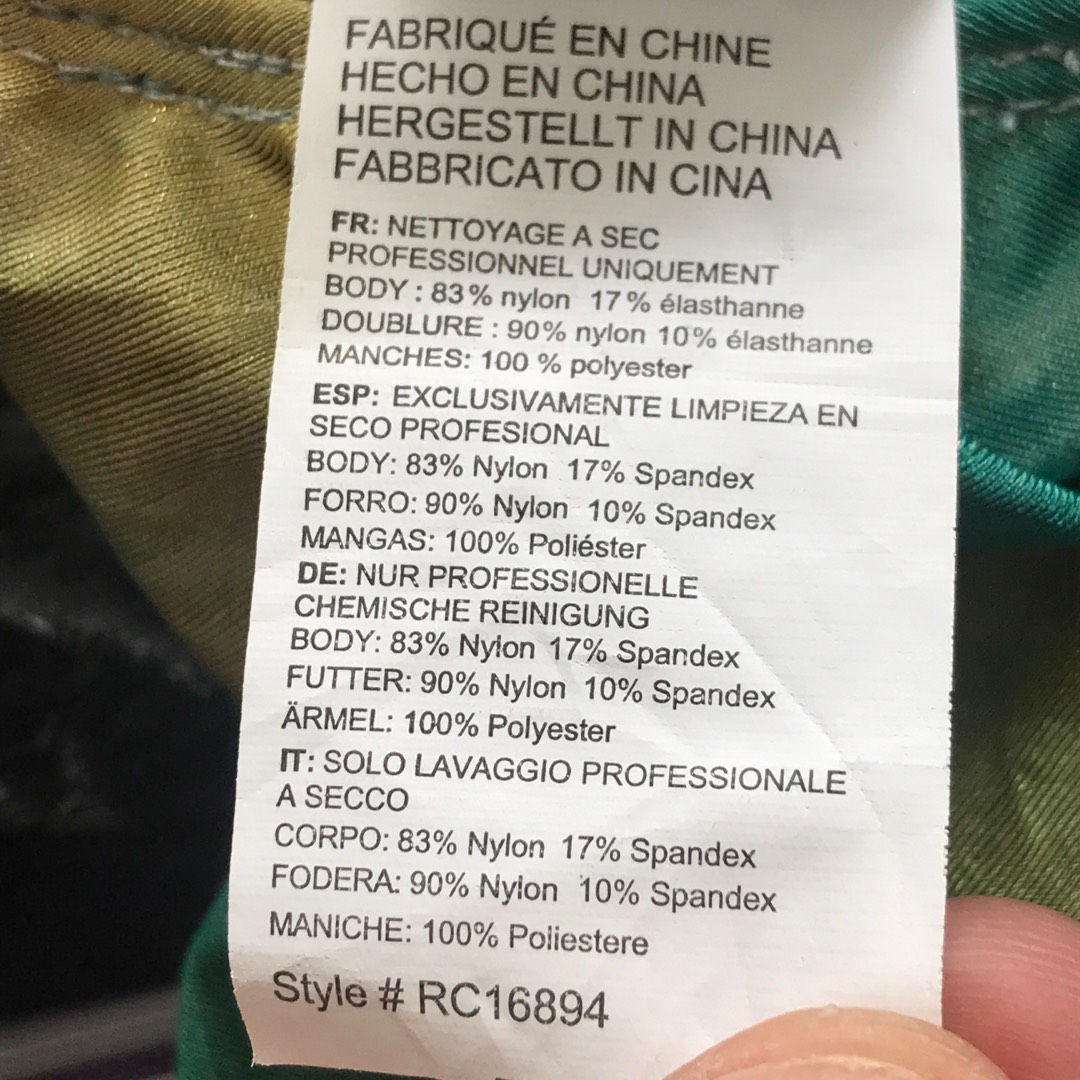 FABRIQUÉ EN CHINE
HECHO EN CHINA
HERGESTELLT IN CHINA
FABBRICATO IN CINA
FR: NETTOYAGE A SEC
PROFESSIONNEL UNIQUEMENT
BODY : 83% nylon 17% élasthanne
DOUBLURE : 90% nylon 10% élasthanne
MANCHES: 100 % polyester
ESP: EXCLUSIVAMENTE LIMPIEZA EN
SECO PROFESIONAL
BODY: 83% Nylon 17% Spandex
FORRO: 90% Nylon 10% Spandex
MANGAS: 100% Poliéster
DE: NUR PROFESSIONELLE
CHEMISCHE REINIGUNG
BODY: 83% Nylon 17% Spandex
FUTTER: 90% Nylon 10% Spandex
ÄRMEL: 100% Polyester
IT: SOLO LAVAGGIO PROFESSIONALE
A SECCO
CORPO: 83% Nylon 17% Spandex
FODERA: 90% Nylon 10% Spandex
MANICHE: 100% Poliestere
Style # RC16894